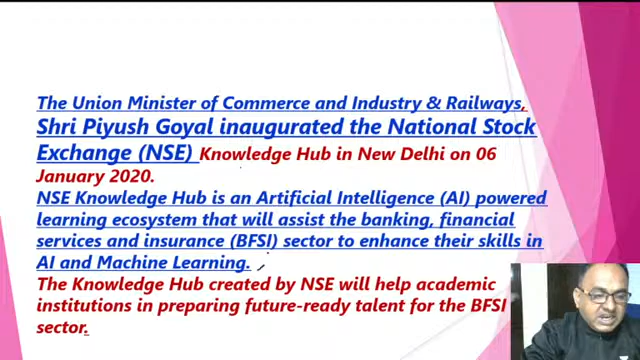 The Union Minister of Commerce and Industry & Railways,
Shri Piyush Goyal inaugurated the National Stock
Exchange (NSE) Knowledge Hub in New Delhi on 06
January 2020.
NSE Knowledge Hub is an Artificial Intelligence (AI) powered
learning ecosystem that will assist the banking, financial
services and insurance (BFSI) sector to enhance their skills in
AI and Machine Learning.
The Knowledge Hub created by NSE will help academic
institutions in preparing future-ready talent for the BFSI
sector.